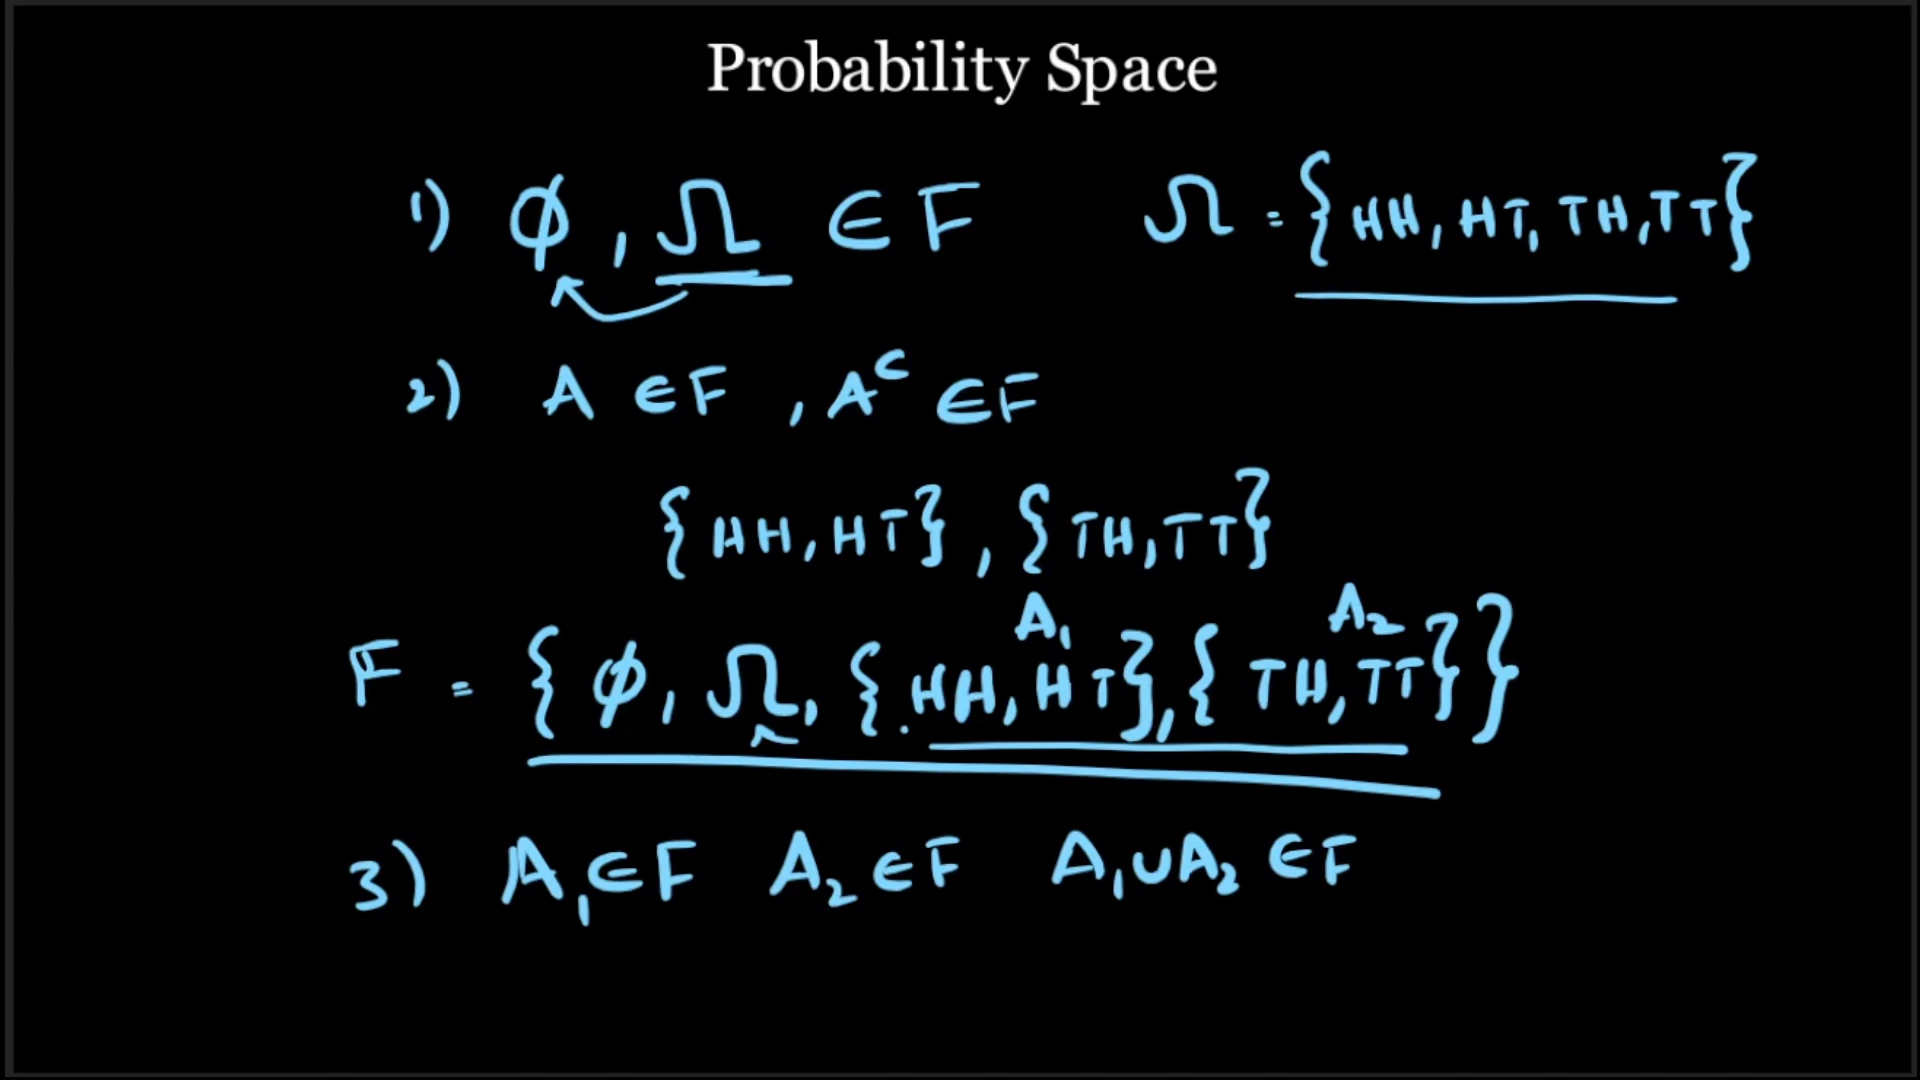 Probability Space
1) φ, Ω ∈ F    Ω = {HH, HT, TH, TT}
2) A ∈ F, Aᶜ ∈ F
{HH, HT}, {TH, TT}
A₁    A₂
F = {φ, Ω, {HH, HT}, {TH, TT}}
3) A₁ ∈ F  A₂ ∈ F  A₁ ∪ A₂ ∈ F